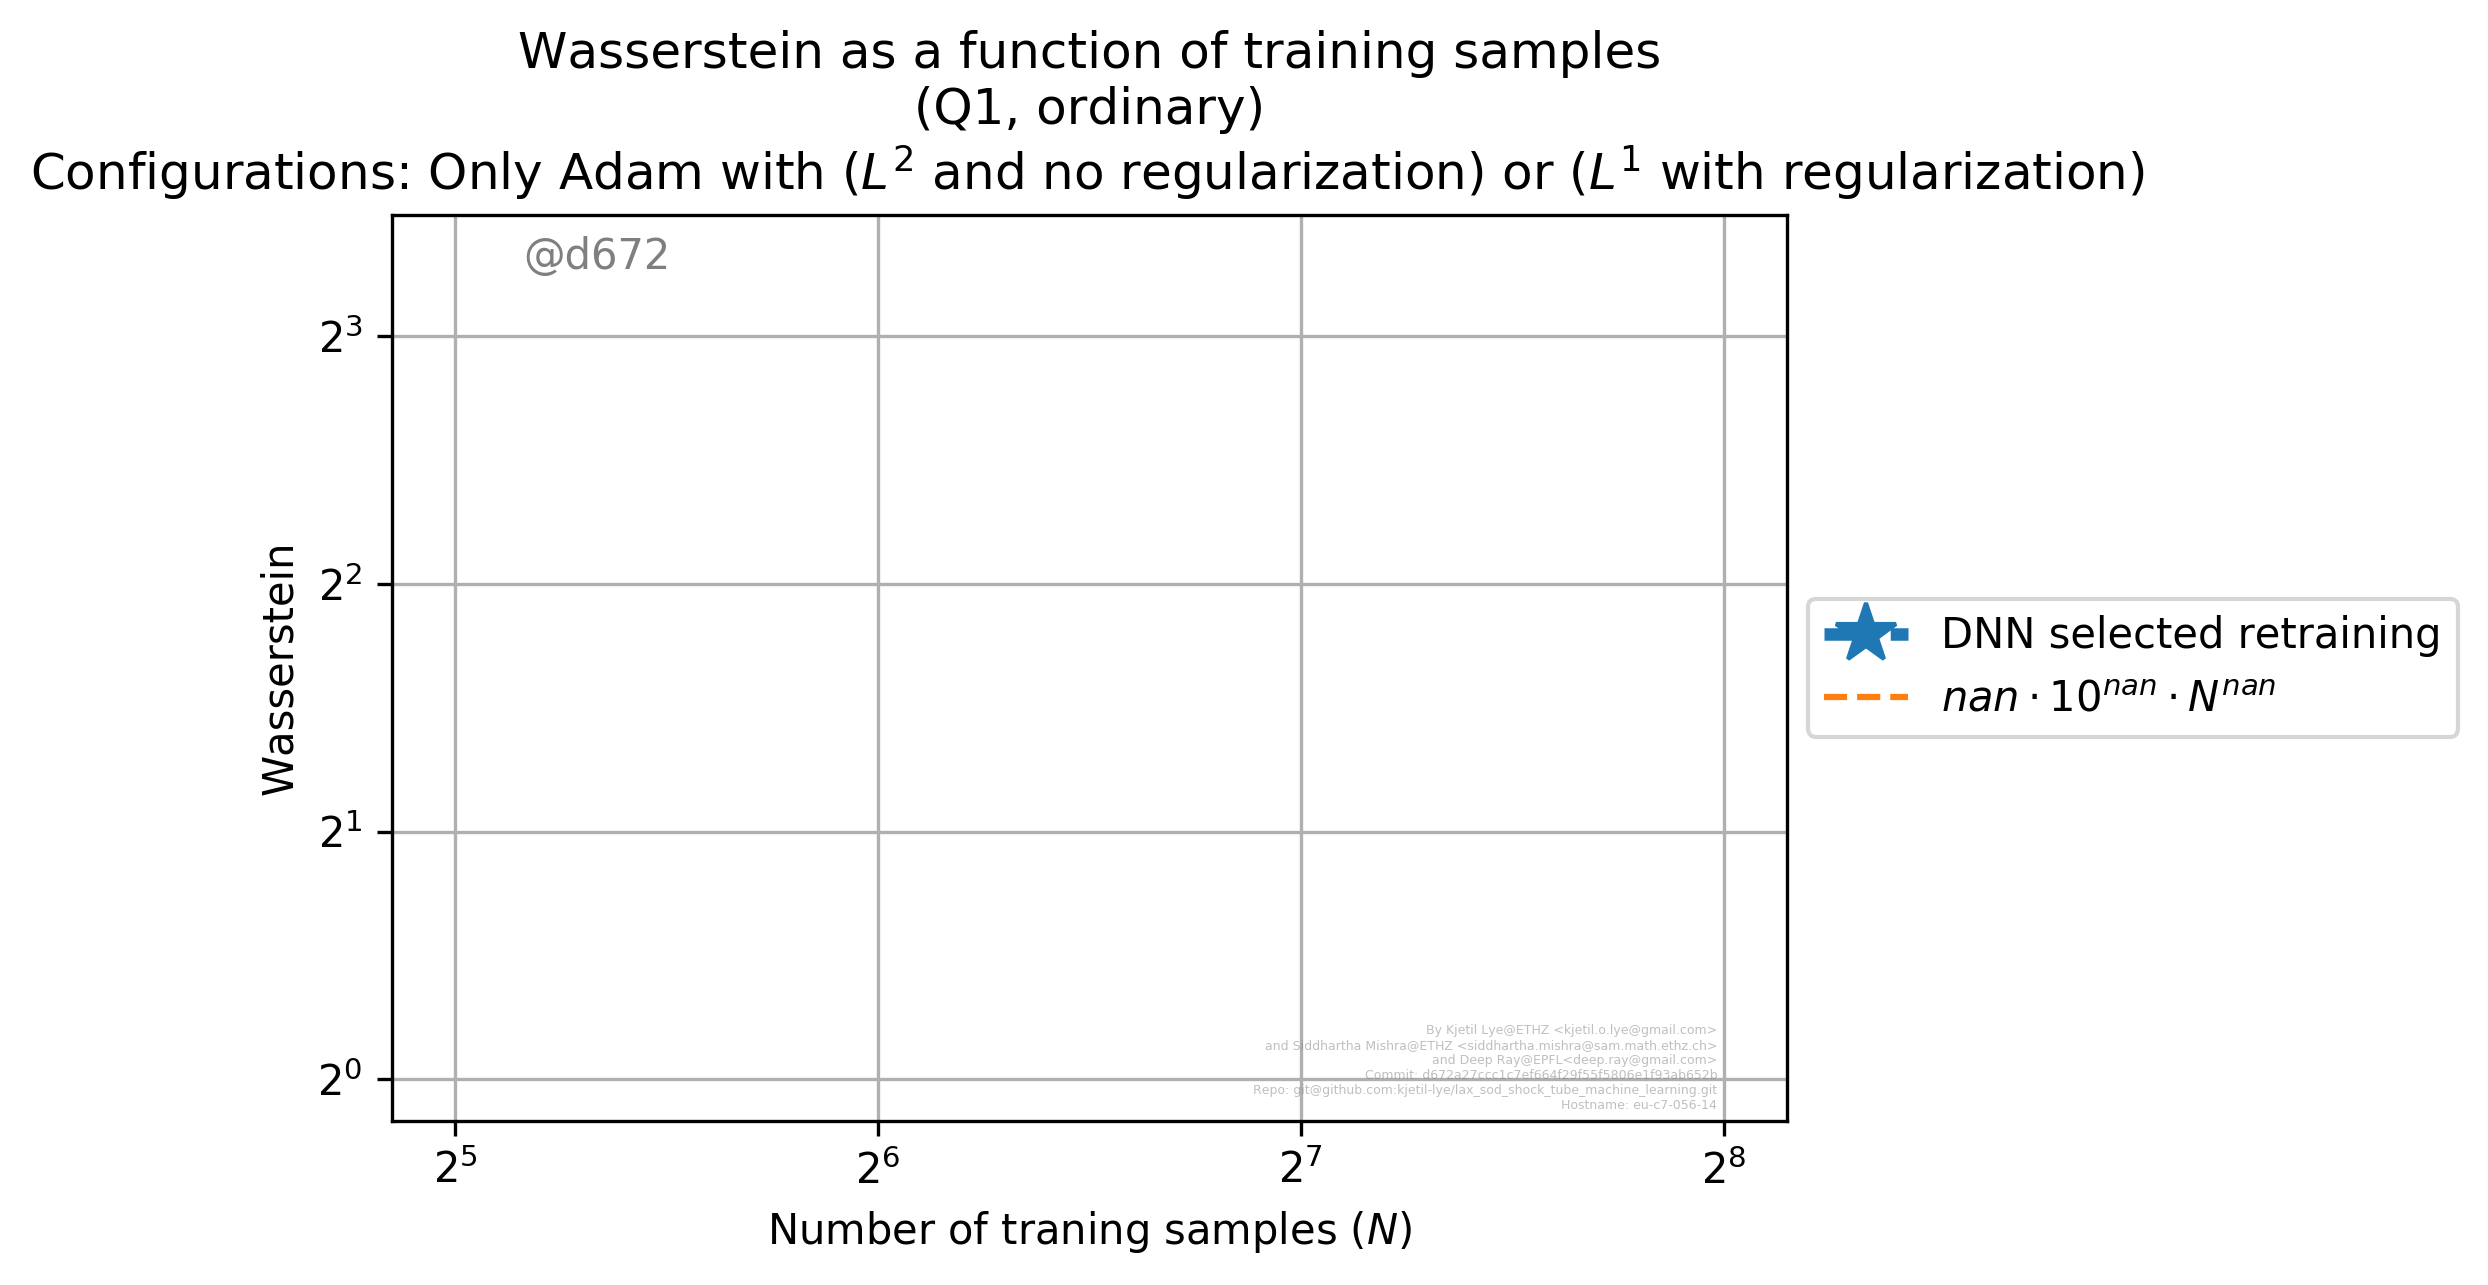 Wasserstein as a function of training samples
(Q1, ordinary)
Configurations: Only Adam with (L² and no regularization) or (L¹ with regularization)
@d672
2³
2²
2¹
2⁰
Wasserstein
DNN selected retraining
nan · 10ⁿᵃⁿ · Nⁿᵃⁿ
By Kjetil Lye@ETHZ <kjetil.o.lye@gmail.com>
and Siddhartha Mishra@ETHZ <siddhartha.mishra@sam.math.ethz.ch>
and Deep Ray@EPFL<deep.ray@gmail.com>
Commit: d672a27ccc1c7ef664f29f55f5806e1f93ab652b
Repo: git@github.com:kjetil-lye/lax_sod_shock_tube_machine_learning.git
Hostname: eu-c7-056-14
2⁵ 2⁶ 2⁷ 2⁸
Number of traning samples (N)